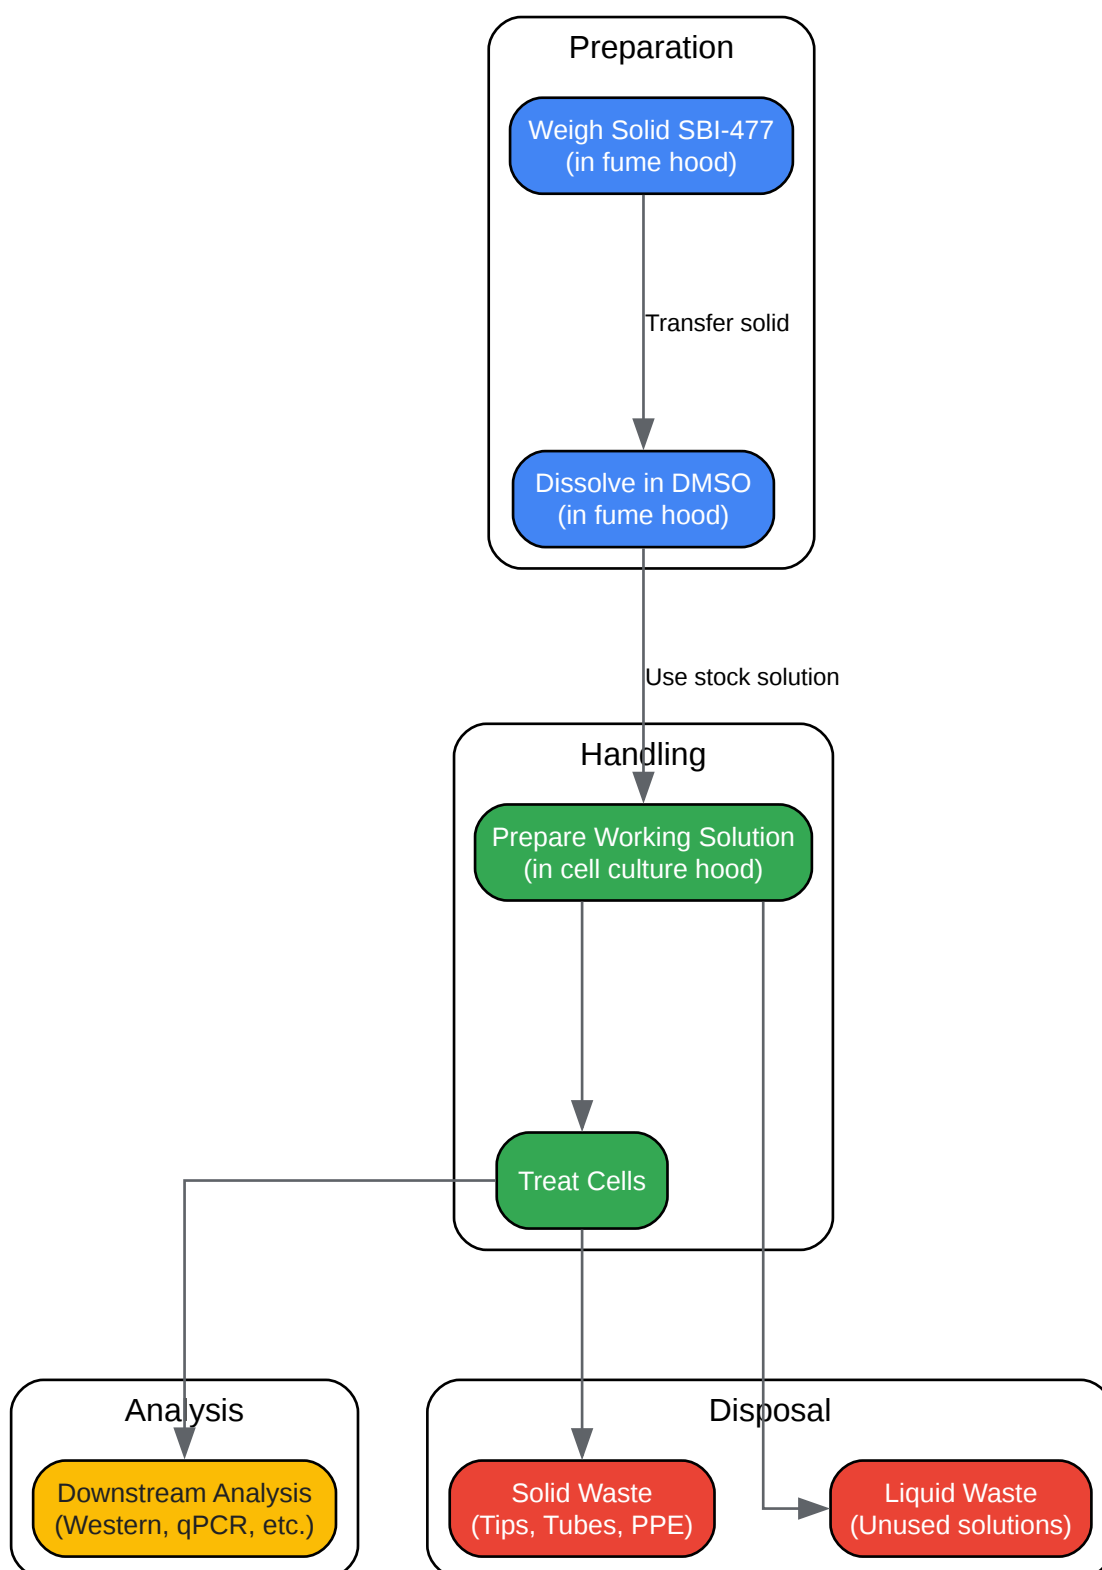 Preparation
Weigh Solid SBI-477
(in fume hood)
Transfer solid
Dissolve in DMSO
(in fume hood)
Use stock solution
Handling
Prepare Working Solution
(in cell culture hood)
Treat Cells
Analysis
Downstream Analysis
(Western, qPCR, etc.)
Disposal
Solid Waste
(Tips, Tubes, PPE)
Liquid Waste
(Unused solutions)